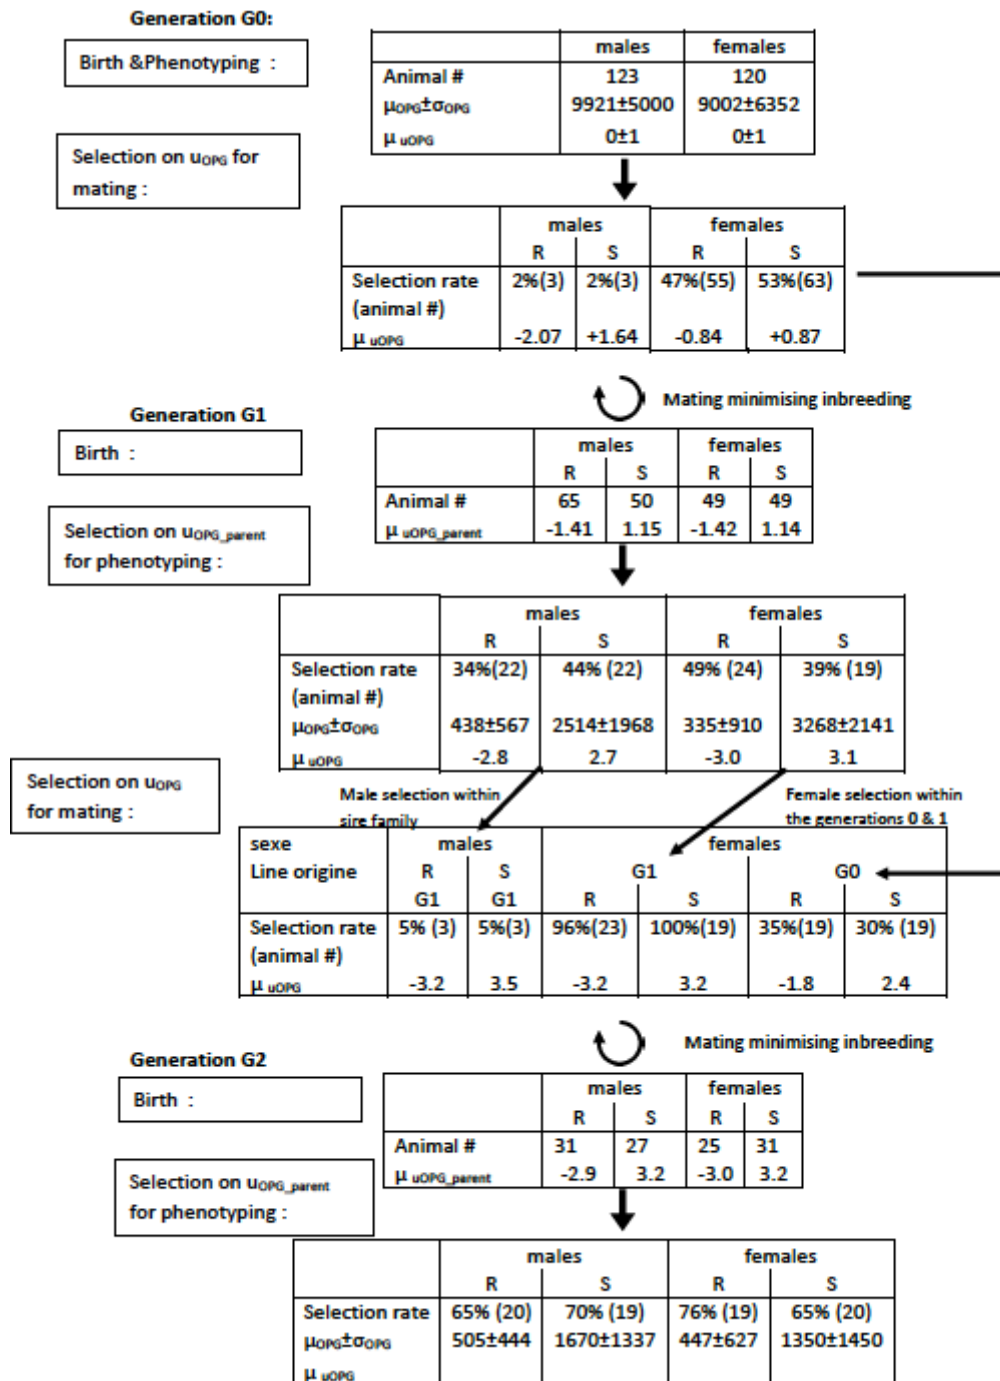 Generation G0:
Birth &Phenotyping :
males females
Animal # 123 120
μOPG±σOPG 9921±5000 9002±6352
μ uOPG 0±1 0±1
Selection on uOPG for
mating :
males females
R S R S
Selection rate 2%(3) 2%(3) 47%(55) 53%(63)
(animal #)
μ uOPG -2.07 +1.64 -0.84 +0.87
Mating minimising inbreeding
Generation G1
Birth :
males females
R S R S
Animal # 65 50 49 49
μ uOPG_parent -1.41 1.15 -1.42 1.14
Selection on uOPG_parent
for phenotyping :
males females
R S R S
Selection rate 34%(22) 44% (22) 49% (24) 39% (19)
(animal #)
μOPG±σOPG 438±567 2514±1968 335±910 3268±2141
μ uOPG -2.8 2.7 -3.0 3.1
Selection on uOPG
for mating :
Male selection within
sire family
Female selection within
the generations 0 & 1
sexe males females
Line origine R S G1 G0
G1 G1 R S R S
Selection rate 5% (3) 5%(3) 96%(23) 100%(19) 35%(19) 30% (19)
(animal #)
μ uOPG -3.2 3.5 -3.2 3.2 -1.8 2.4
Mating minimising inbreeding
Generation G2
Birth :
males females
R S R S
Animal # 31 27 25 31
μ uOPG_parent -2.9 3.2 -3.0 3.2
Selection on uOPG_parent
for phenotyping :
males females
R S R S
Selection rate 65% (20) 70% (19) 76% (19) 65% (20)
μOPG±σOPG 505±444 1670±1337 447±627 1350±1450
μ uOPG